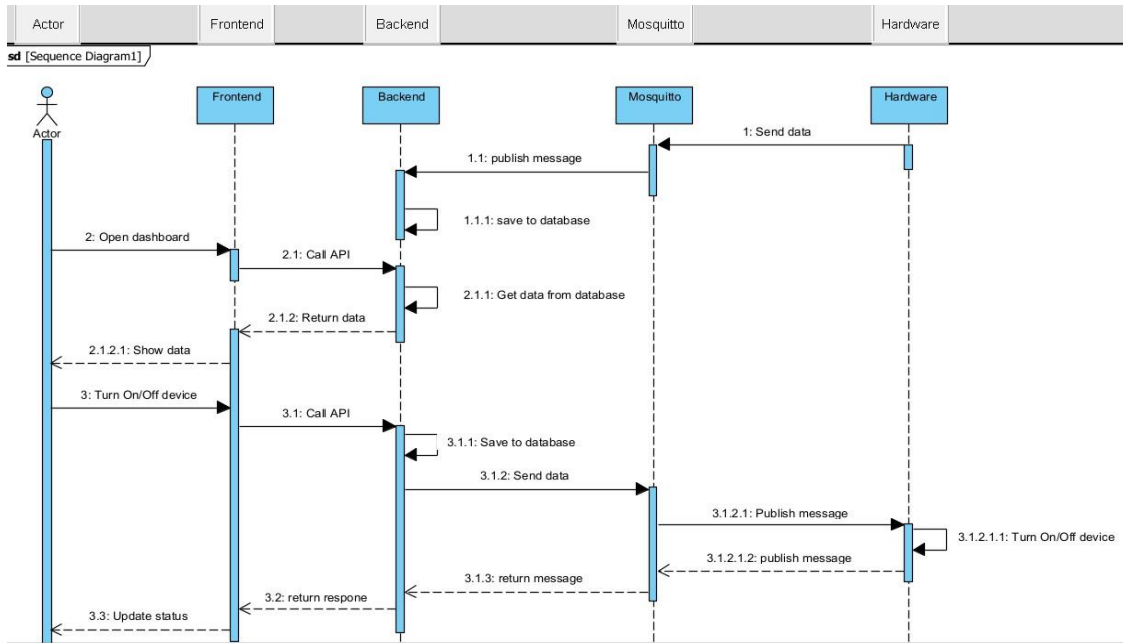 Actor
Frontend
Backend
Mosquitto
Hardware
sd [Sequence Diagram1]
Frontend
Backend
Mosquitto
Hardware
Actor
1: Send data
1.1: publish message
1.1.1: save to database
2: Open dashboard
2.1: Call API
2.1.1: Get data from database
2.1.2: Return data
2.1.2.1: Show data
3: Turn On/Off device
3.1: Call API
3.1.1: Save to database
3.1.2: Send data
3.1.2.1: Publish message
3.1.2.1.1: Turn On/Off device
3.1.2.1.2: publish message
3.1.3: return message
3.2: return respone
3.3: Update status